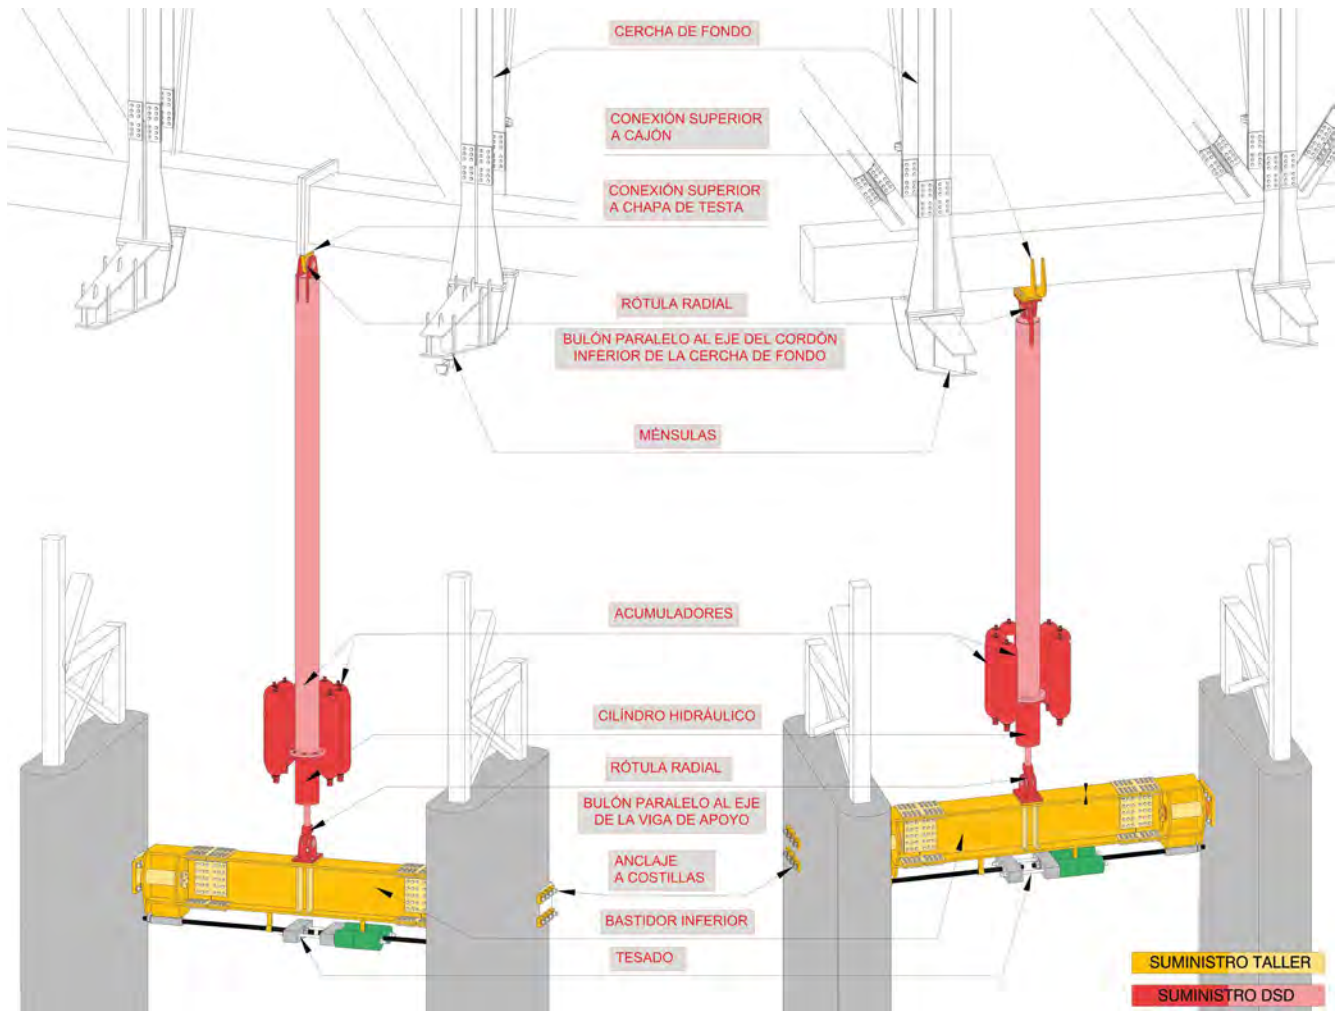 CERCHA DE FONDO
CONEXIÓN SUPERIOR
A CAJÓN
CONEXIÓN SUPERIOR
A CHAPA DE TESTA
RÓTULA RADIAL
BULÓN PARALELO AL EJE DEL CORDÓN
INFERIOR DE LA CERCHA DE FONDO
MÉNSULAS
ACUMULADORES
CILÍNDRO HIDRÁULICO
RÓTULA RADIAL
BULÓN PARALELO AL EJE
DE LA VIGA DE APOYO
ANCLAJE
A COSTILLAS
BASTIDOR INFERIOR
TESADO
SUMINISTRO TALLER
SUMINISTRO DSD